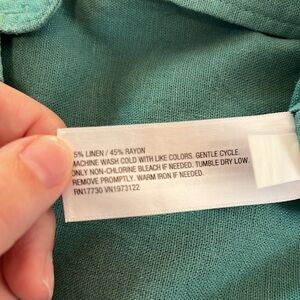 5% LINEN / 45% RAYON
MACHINE WASH COLD WITH LIKE COLORS. GENTLE CYCLE.
ONLY NON-CHLORINE BLEACH IF NEEDED. TUMBLE DRY LOW.
REMOVE PROMPTLY. WARM IRON IF NEEDED.
RN17730 VN1973122